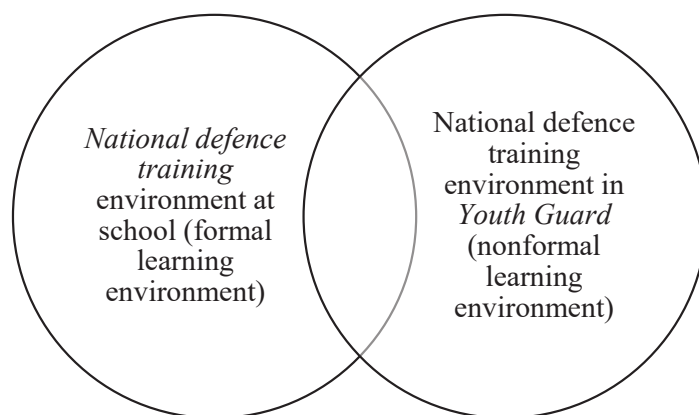 National defence
training
environment at
school (formal
learning
environment)
National defence
training
environment in
Youth Guard
(nonformal
learning
environment)